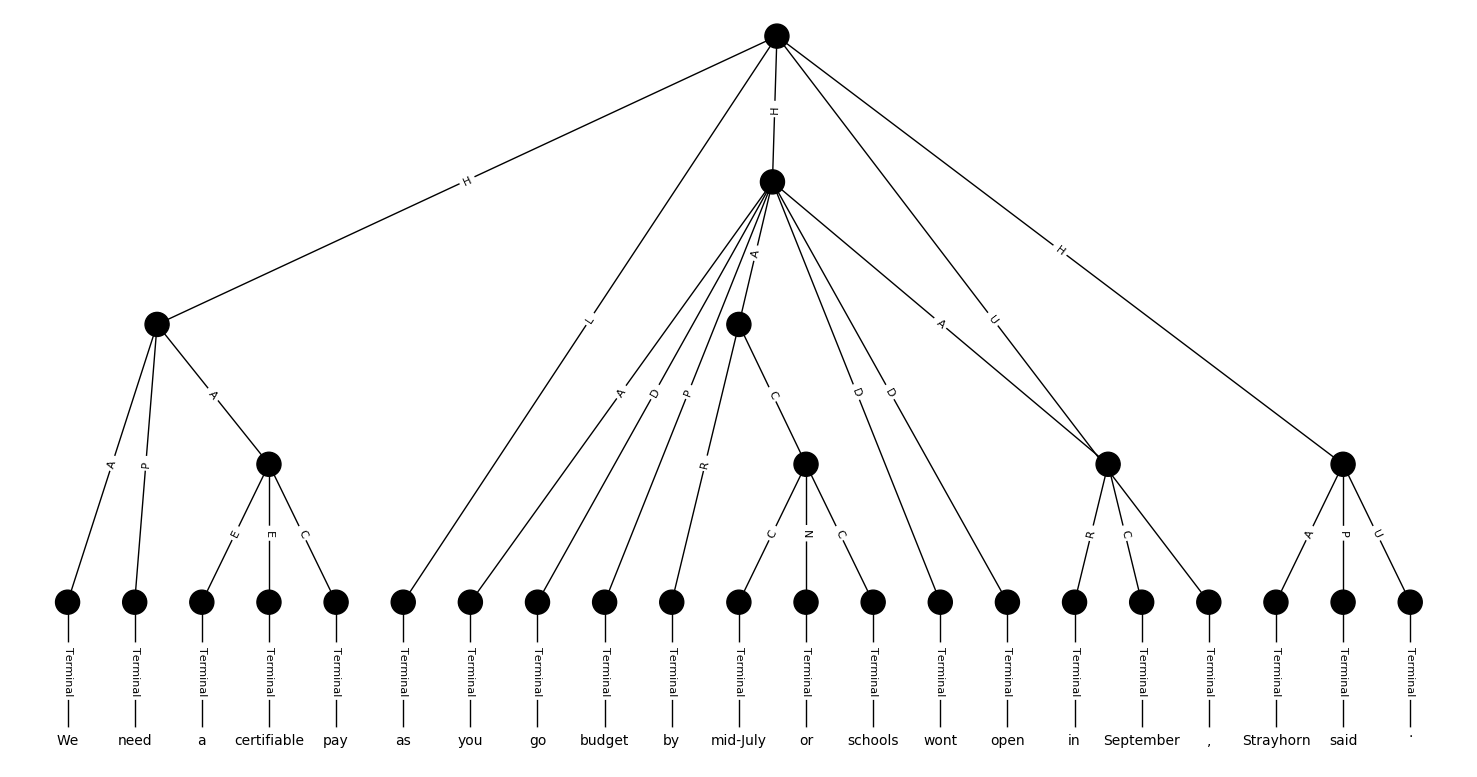 H
H
H
L
A
U
A
A
A
D
P
D
D
A
P
R
C
E
E
C
C
N
C
R
C
A
P
U
Terminal Terminal Terminal Terminal Terminal Terminal Terminal Terminal Terminal Terminal Terminal Terminal Terminal Terminal Terminal Terminal Terminal Terminal Terminal Terminal Terminal
We need a certifiable pay as you go budget by mid-July or schools wont open in September , Strayhorn said .